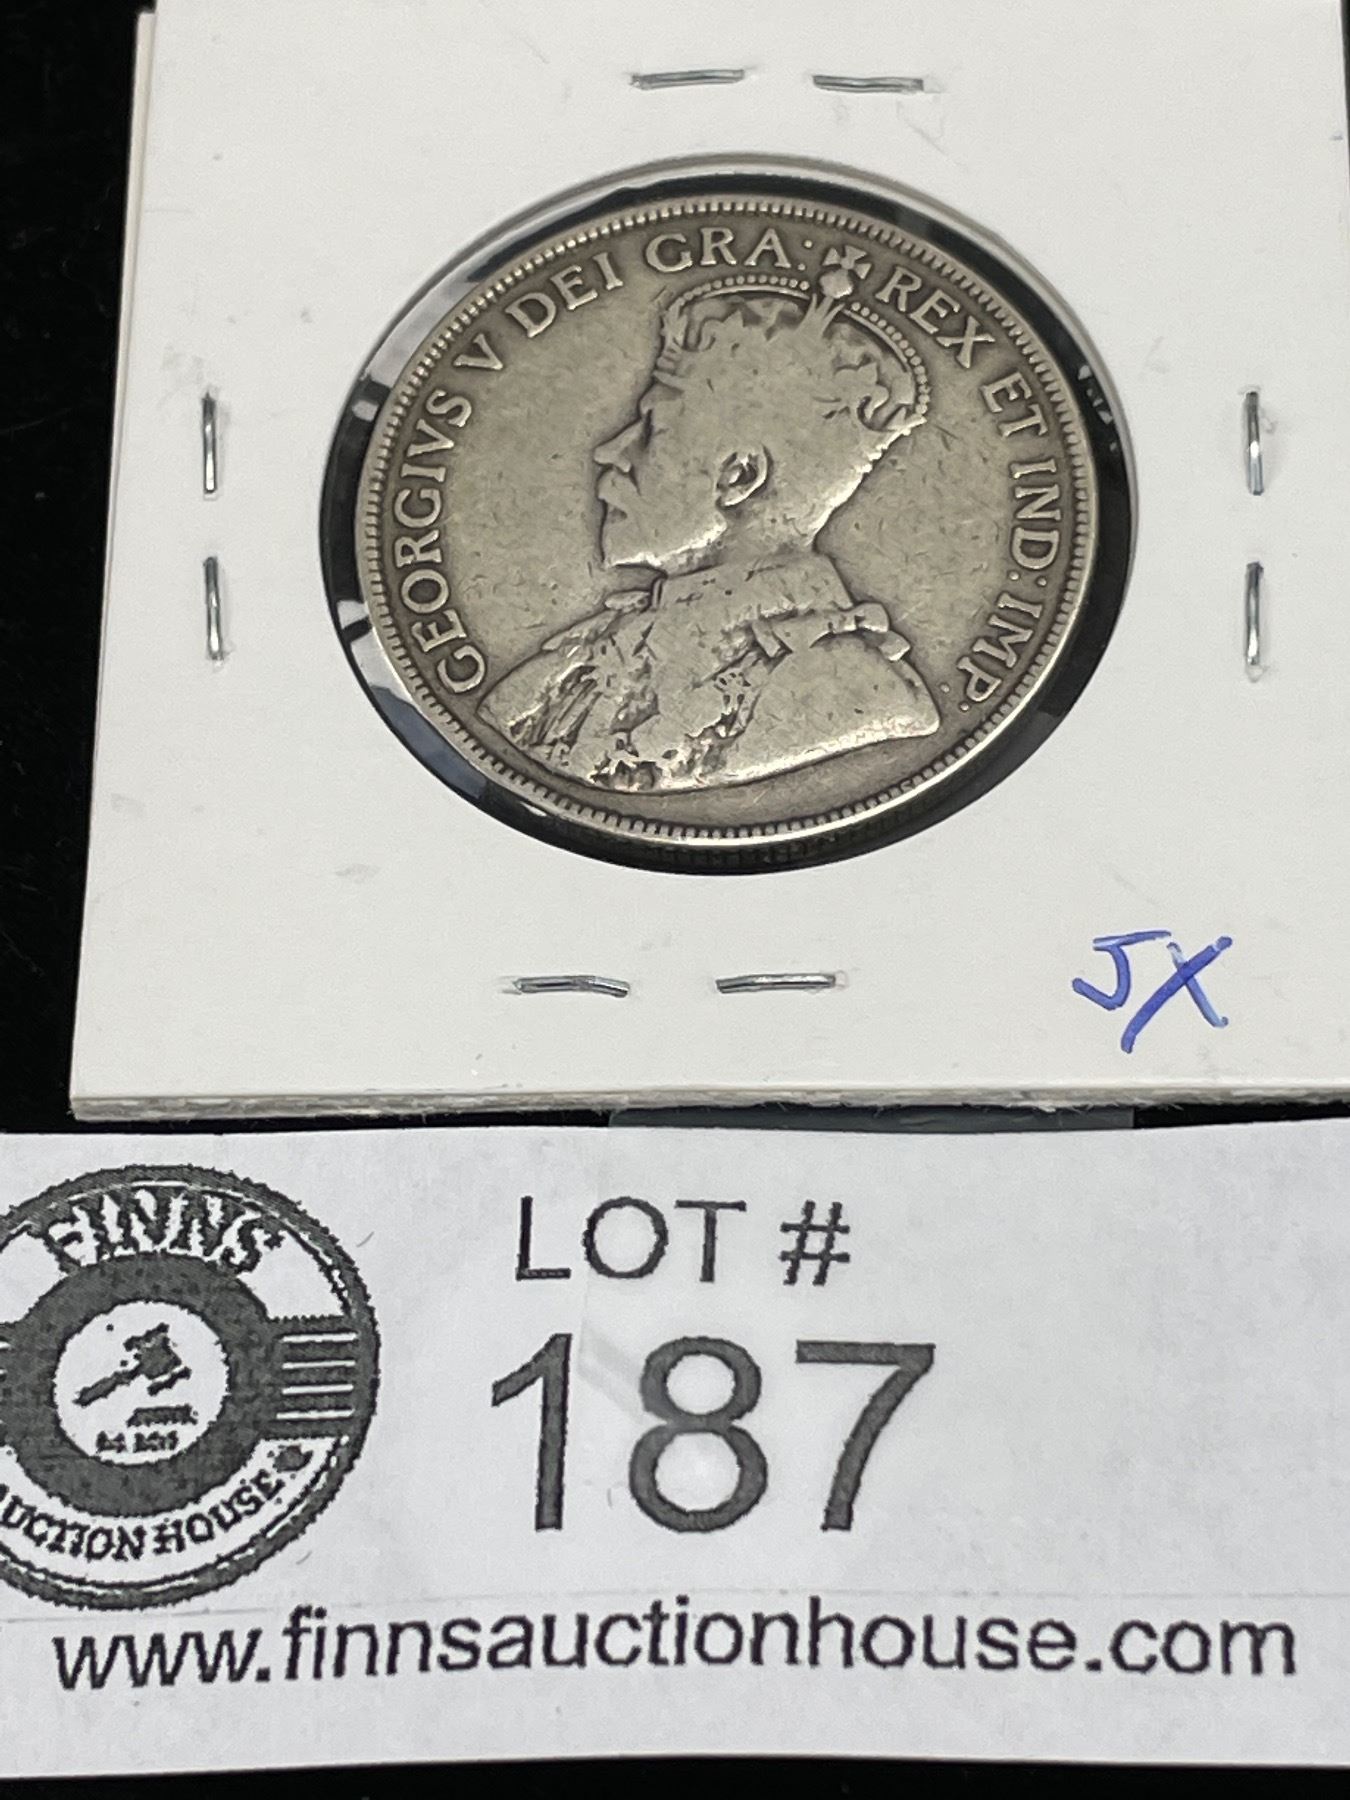 GEORGIVS V DEI GRA: REX ET IND: IMP:
JX
FINNS
AUCTION HOUSE
LOT #
187
www.finnsauctionhouse.com